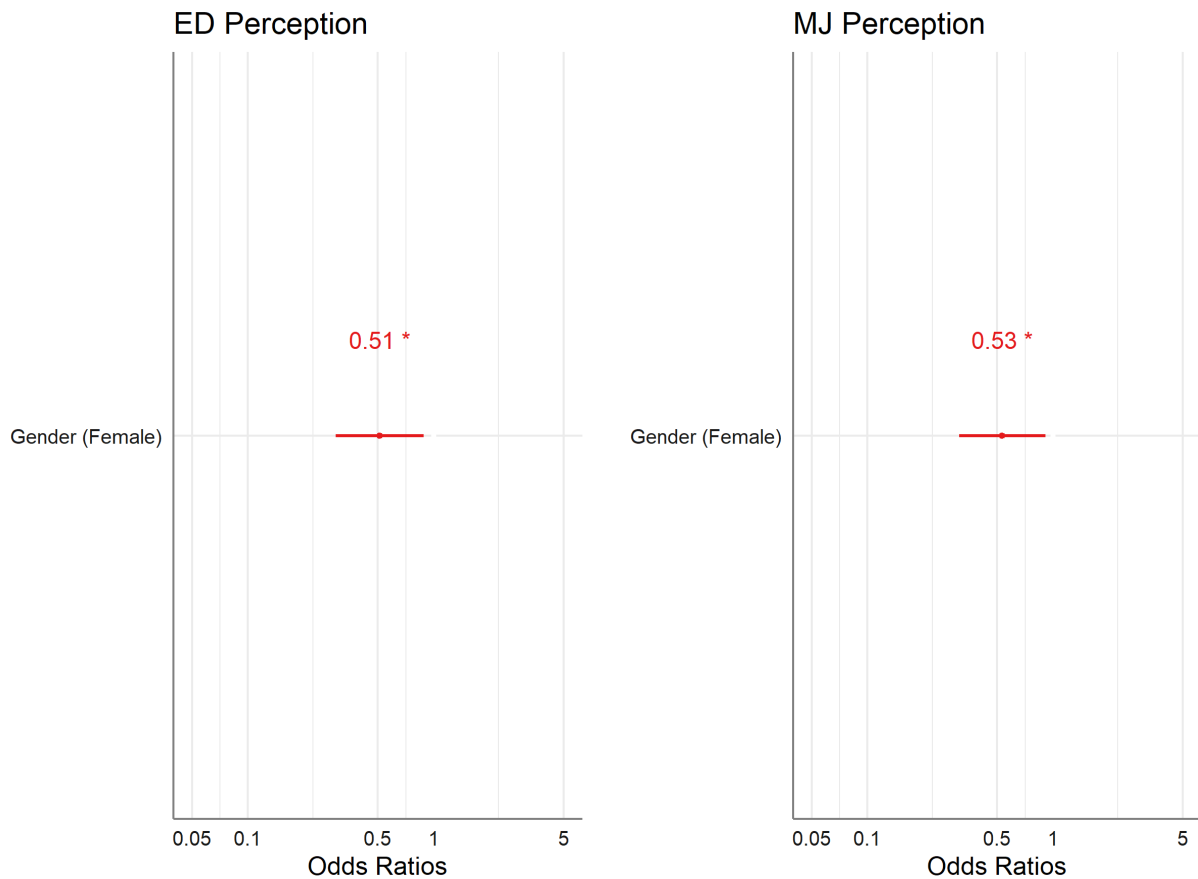 ED Perception
0.51 *
Gender (Female)
0.05 0.1 0.5 1 5
Odds Ratios
MJ Perception
0.53 *
Gender (Female)
0.05 0.1 0.5 1 5
Odds Ratios